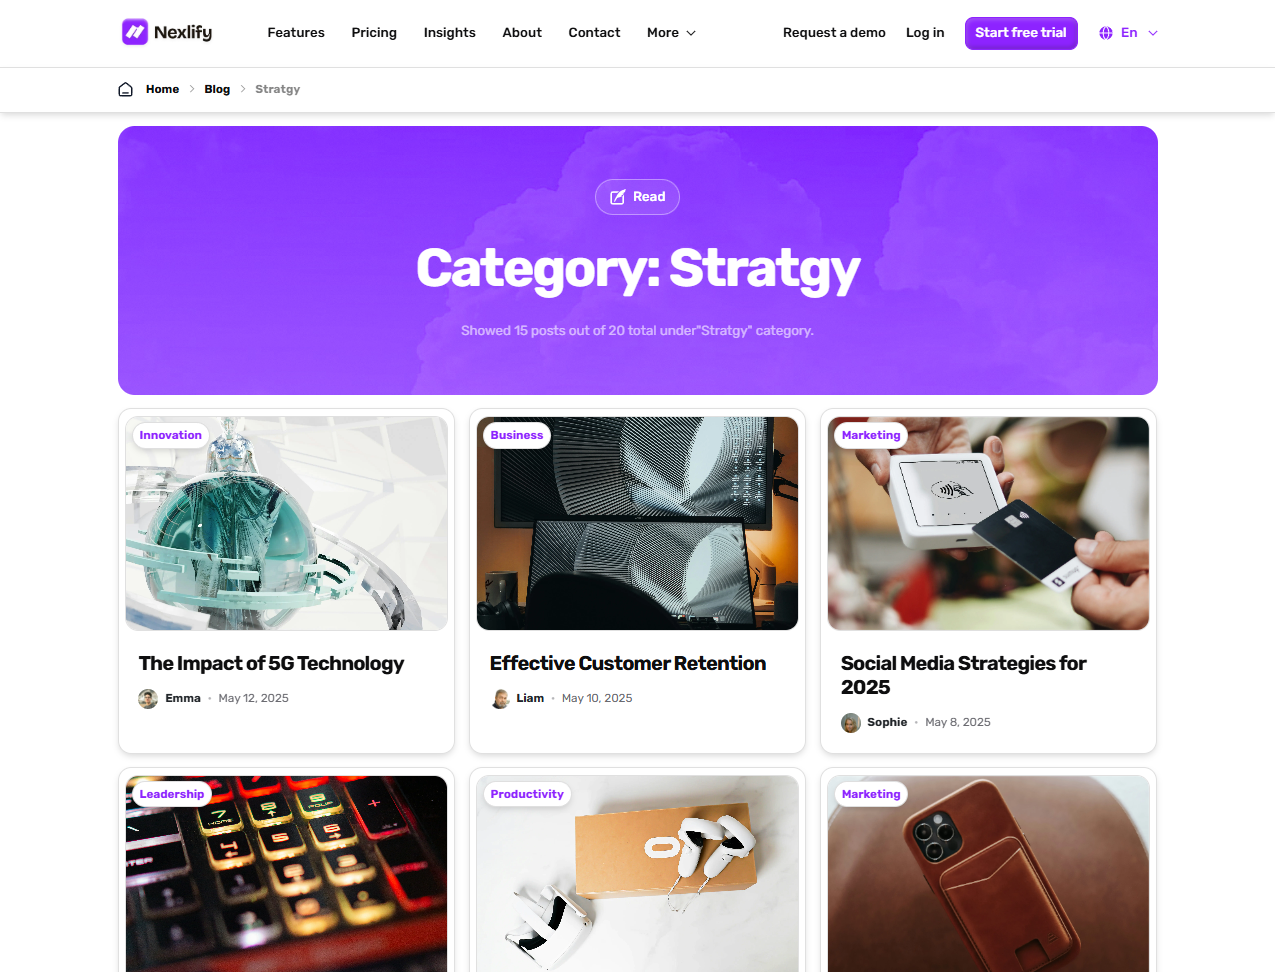 Nexlify
Features
Pricing
Insights
About
Contact
More
Request a demo
Log in
Start free trial
En
Home
Blog
Stratgy
Read
Category: Stratgy
Showed 15 posts out of 20 total under"Stratgy" category.
Innovation
The Impact of 5G Technology
Emma • May 12, 2025
Business
Effective Customer Retention
Liam • May 10, 2025
Marketing
Social Media Strategies for
2025
Sophie • May 8, 2025
Leadership
Productivity
Marketing